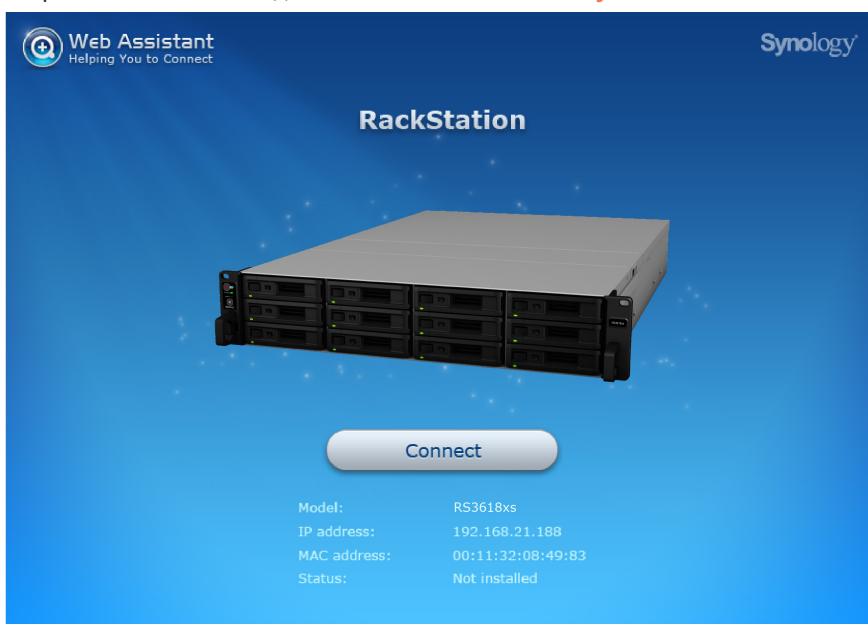 Web Assistant
Helping You to Connect
Synology
RackStation
Connect
Model: RS3618xs
IP address: 192.168.21.188
MAC address: 00:11:32:08:49:83
Status: Not installed